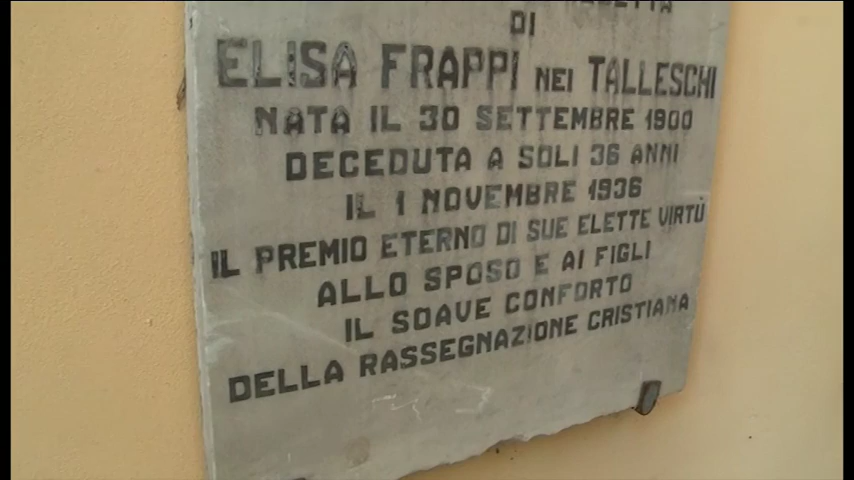 DI
ELISA FRAPPI NEI TALLESCHI
NATA IL 30 SETTEMBRE 1900
DECEDUTA A SOLI 36 ANNI
IL 1 NOVEMBRE 1936
IL PREMIO ETERNO DI SUE ELETTE VIRTÙ
ALLO SPOSO E AI FIGLI
IL SOAVE CONFORTO
DELLA RASSEGNAZIONE CRISTIANA